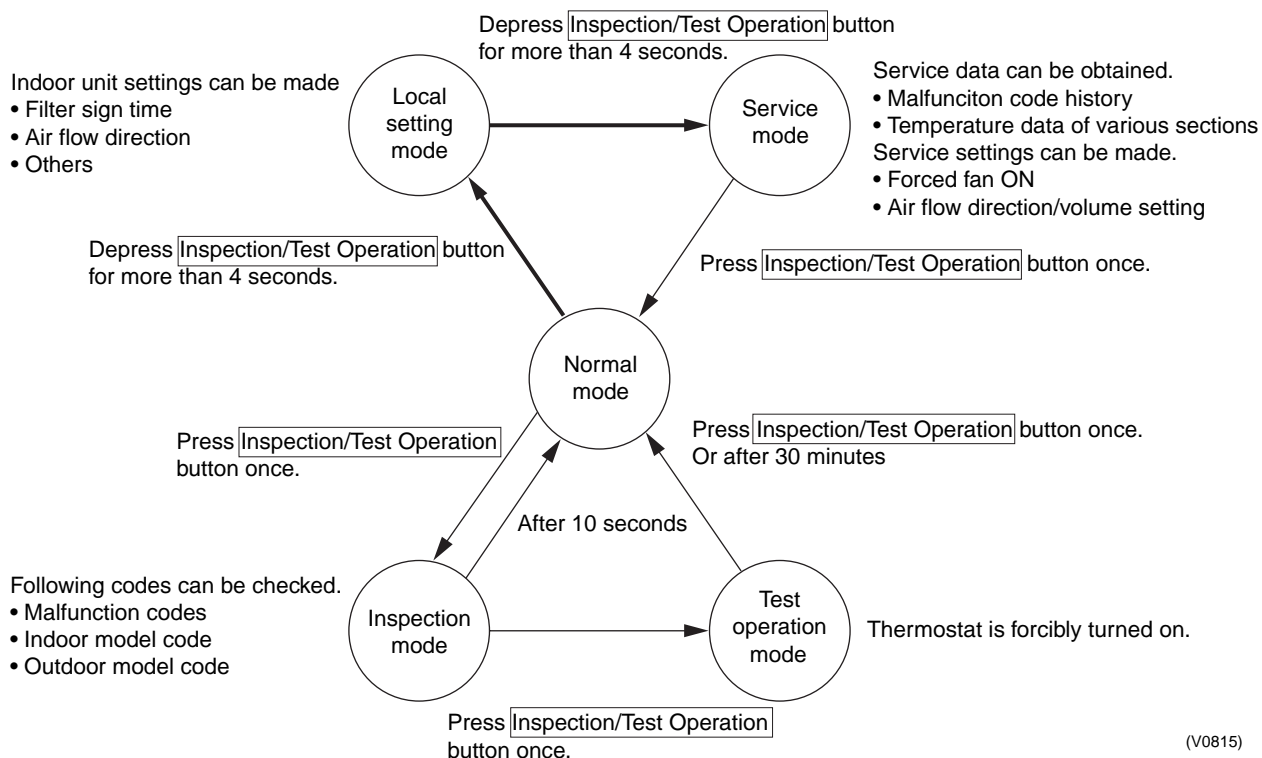 Depress Inspection/Test Operation button
for more than 4 seconds.
Indoor unit settings can be made
• Filter sign time
• Air flow direction
• Others
Local
setting
mode
Service
mode
Service data can be obtained.
• Malfunciton code history
• Temperature data of various sections
Service settings can be made.
• Forced fan ON
• Air flow direction/volume setting
Depress Inspection/Test Operation button
for more than 4 seconds.
Press Inspection/Test Operation button once.
Normal
mode
Press Inspection/Test Operation
button once.
Press Inspection/Test Operation button once.
Or after 30 minutes
After 10 seconds
Following codes can be checked.
• Malfunction codes
• Indoor model code
• Outdoor model code
Inspection
mode
Test
operation
mode
Thermostat is forcibly turned on.
Press Inspection/Test Operation
button once.
(V0815)